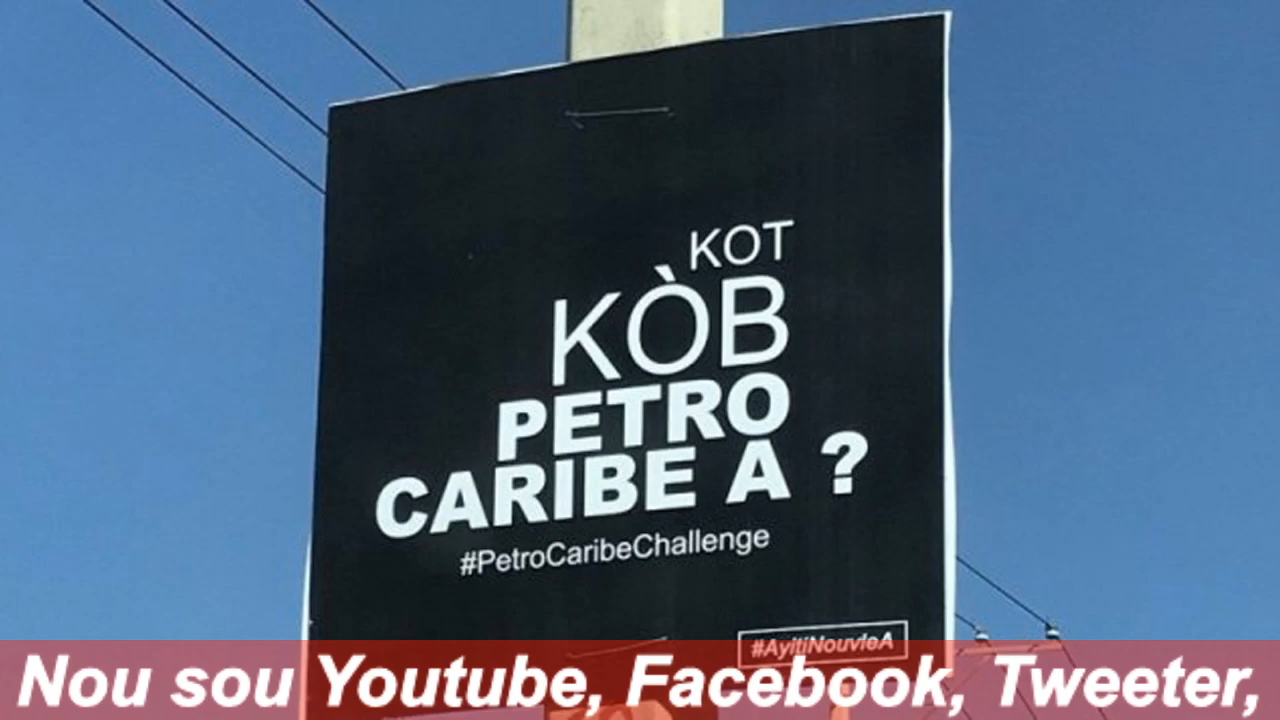 KOT
KÒB
PETRO
CARIBE A ?
#PetroCaribeChallenge
#AyitiNouvleA
Nou sou Youtube, Facebook, Tweeter,